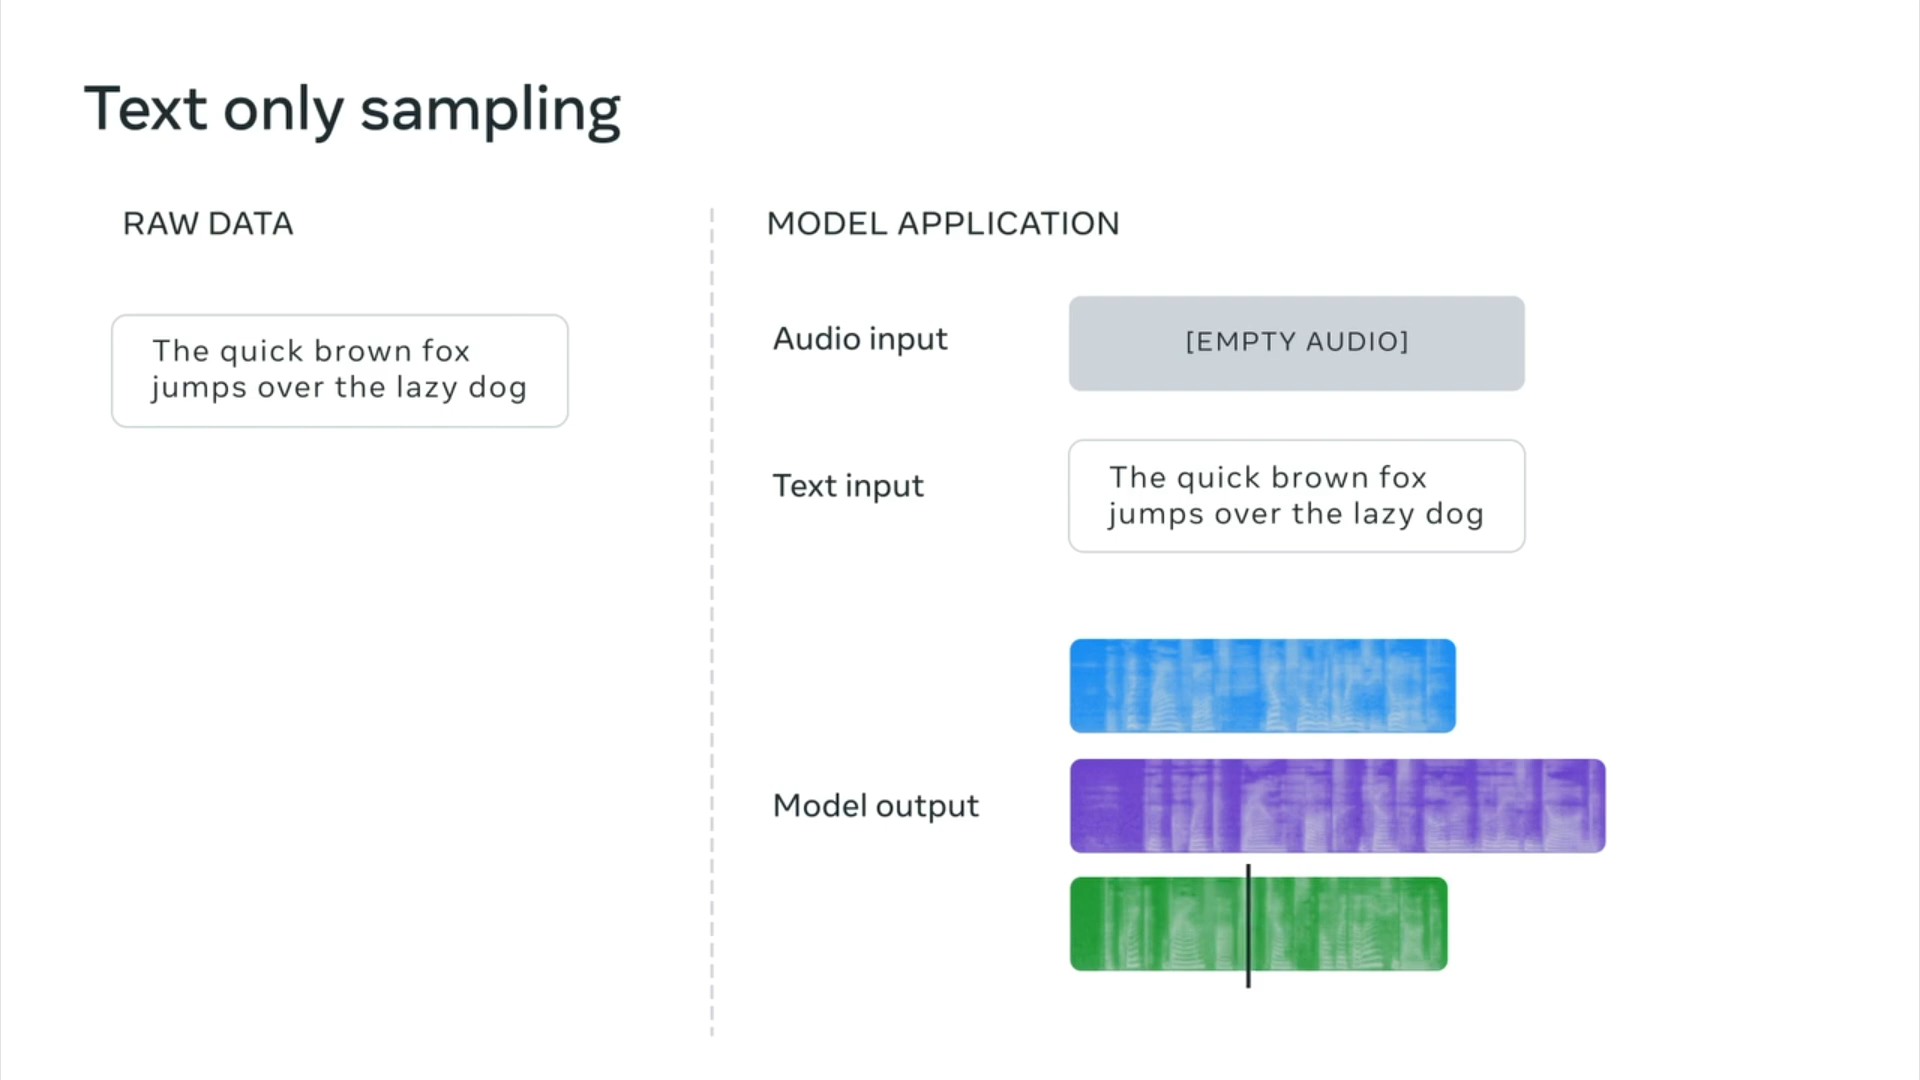 Text only sampling
RAW DATA
The quick brown fox
jumps over the lazy dog
MODEL APPLICATION
Audio input
[EMPTY AUDIO]
Text input
The quick brown fox
jumps over the lazy dog
Model output